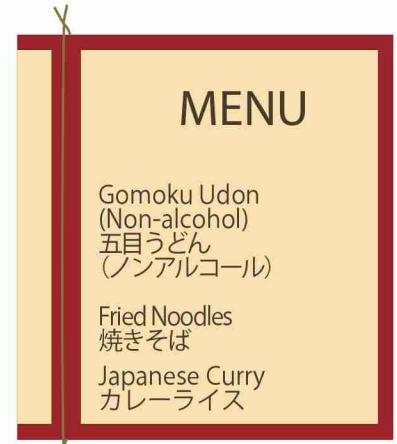 MENU
Gomoku Udon
(Non-alcohol)
五目うどん
（ノンアルコール）
Fried Noodles
焼きそば
Japanese Curry
カレーライス